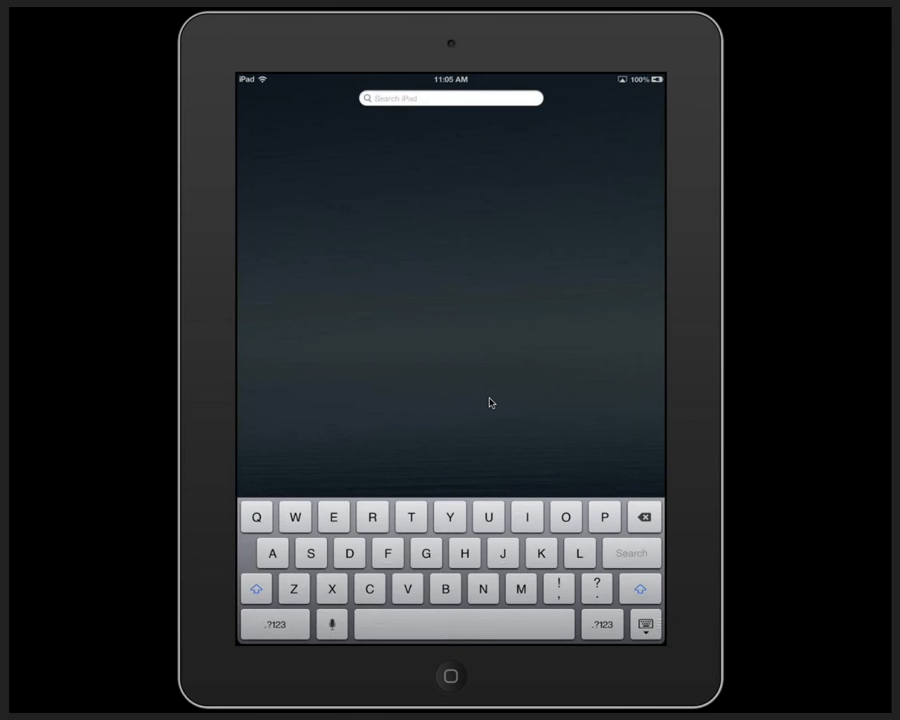 iPad 11:05 AM 100%
Search iPad
Q W E R T Y U I O P
A S D F G H J K L Search
Z X C V B N M ! , ? .
.?123 .?123